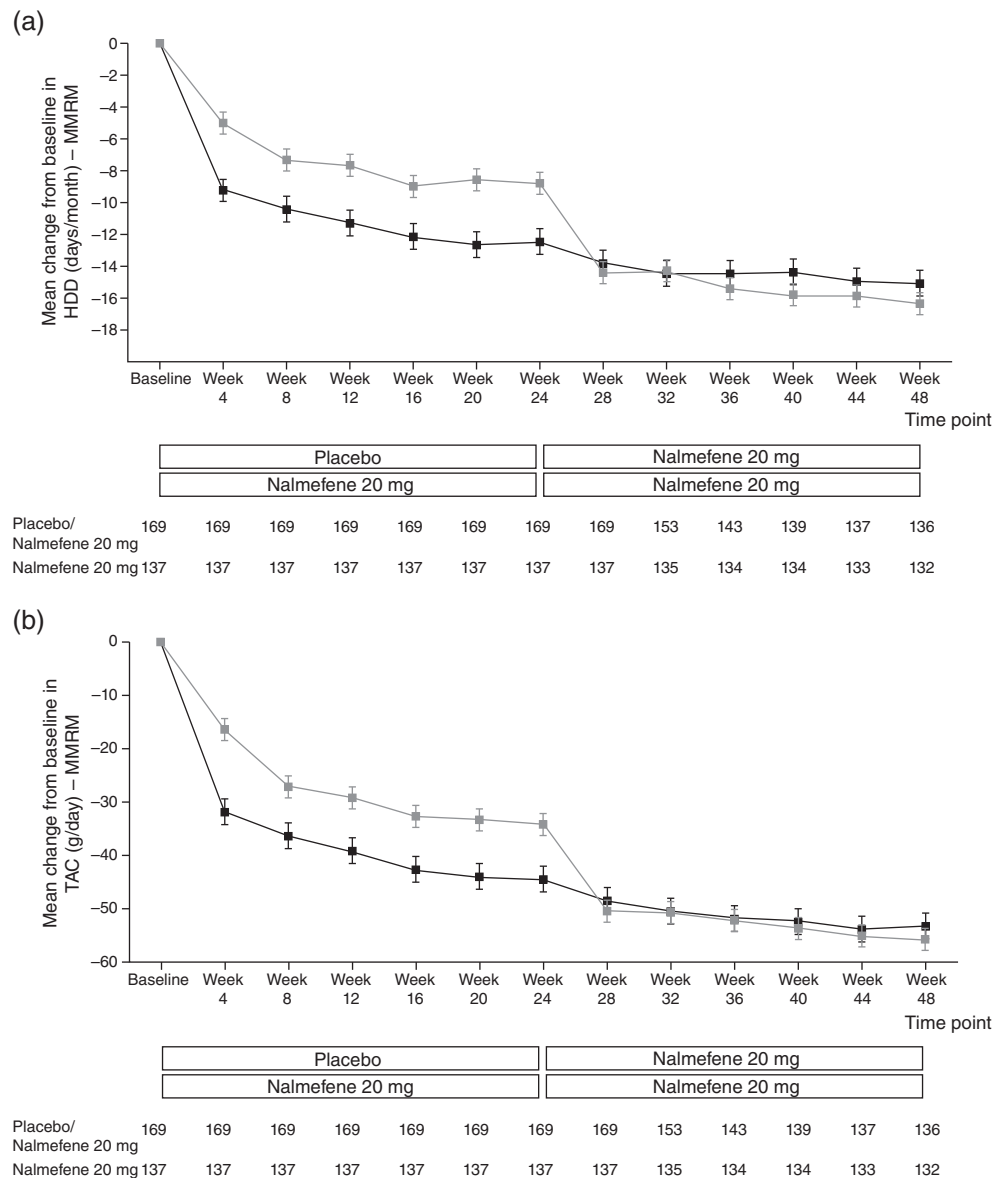 (a)
Mean change from baseline in
HDD (days/month) – MMRM
0
–2
–4
–6
–8
–10
–12
–14
–16
–18
Baseline Week 4 Week 8 Week 12 Week 16 Week 20 Week 24 Week 28 Week 32 Week 36 Week 40 Week 44 Week 48
Time point
Placebo Nalmefene 20 mg
Nalmefene 20 mg Nalmefene 20 mg
Placebo/
Nalmefene 20 mg 169 169 169 169 169 169 169 169 153 143 139 137 136
Nalmefene 20 mg 137 137 137 137 137 137 137 137 135 134 134 133 132
(b)
Mean change from baseline in
TAC (g/day) – MMRM
0
–10
–20
–30
–40
–50
–60
Baseline Week 4 Week 8 Week 12 Week 16 Week 20 Week 24 Week 28 Week 32 Week 36 Week 40 Week 44 Week 48
Time point
Placebo Nalmefene 20 mg
Nalmefene 20 mg Nalmefene 20 mg
Placebo/
Nalmefene 20 mg 169 169 169 169 169 169 169 169 153 143 139 137 136
Nalmefene 20 mg 137 137 137 137 137 137 137 137 135 134 134 133 132